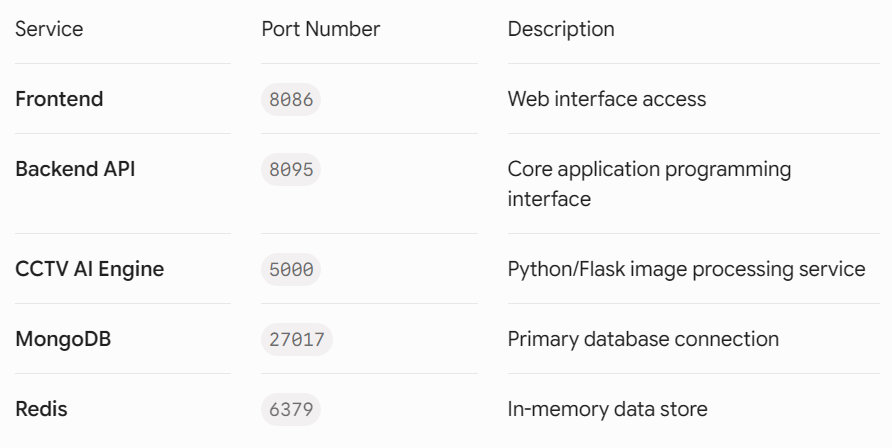 Service Port Number Description
Frontend 8086 Web interface access
Backend API 8095 Core application programming
interface
CCTV AI Engine 5000 Python/Flask image processing service
MongoDB 27017 Primary database connection
Redis 6379 In-memory data store